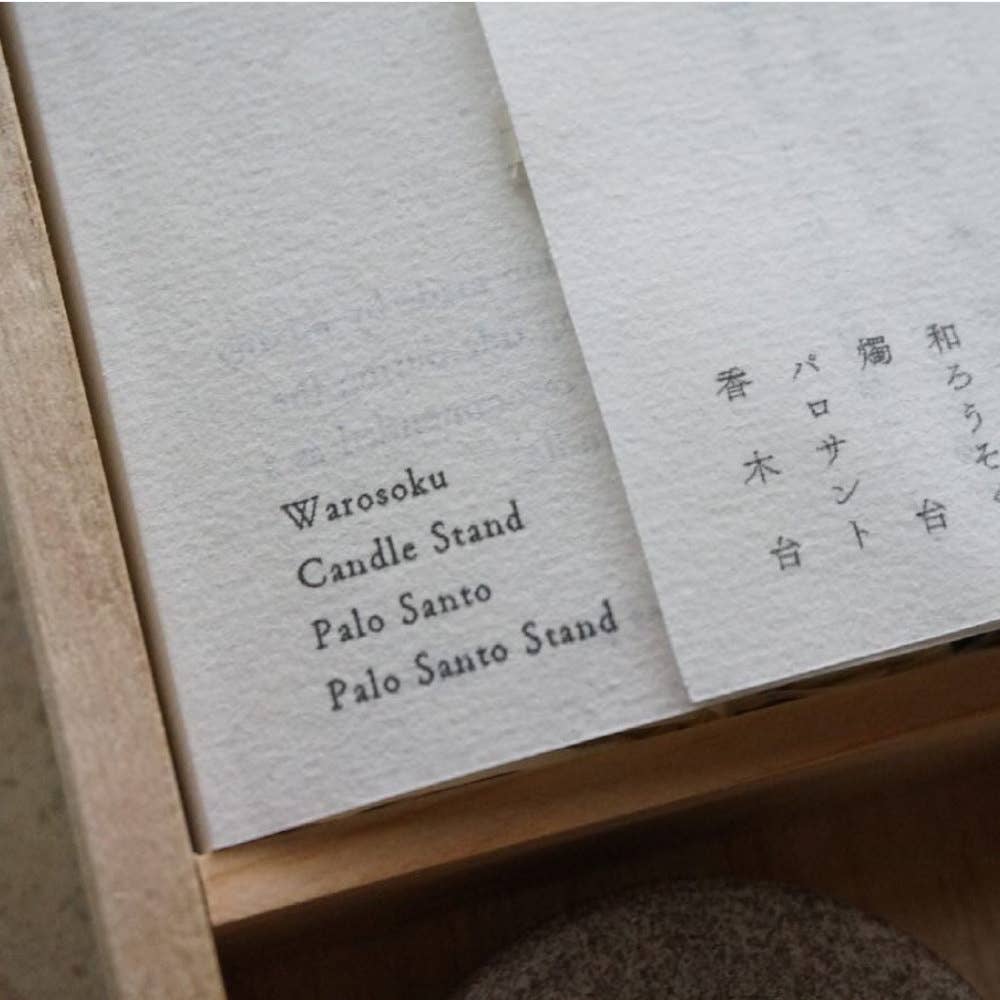 Warosoku
Candle Stand
Palo Santo
Palo Santo Stand
和ろうそ
燭台
パロサント
香木台